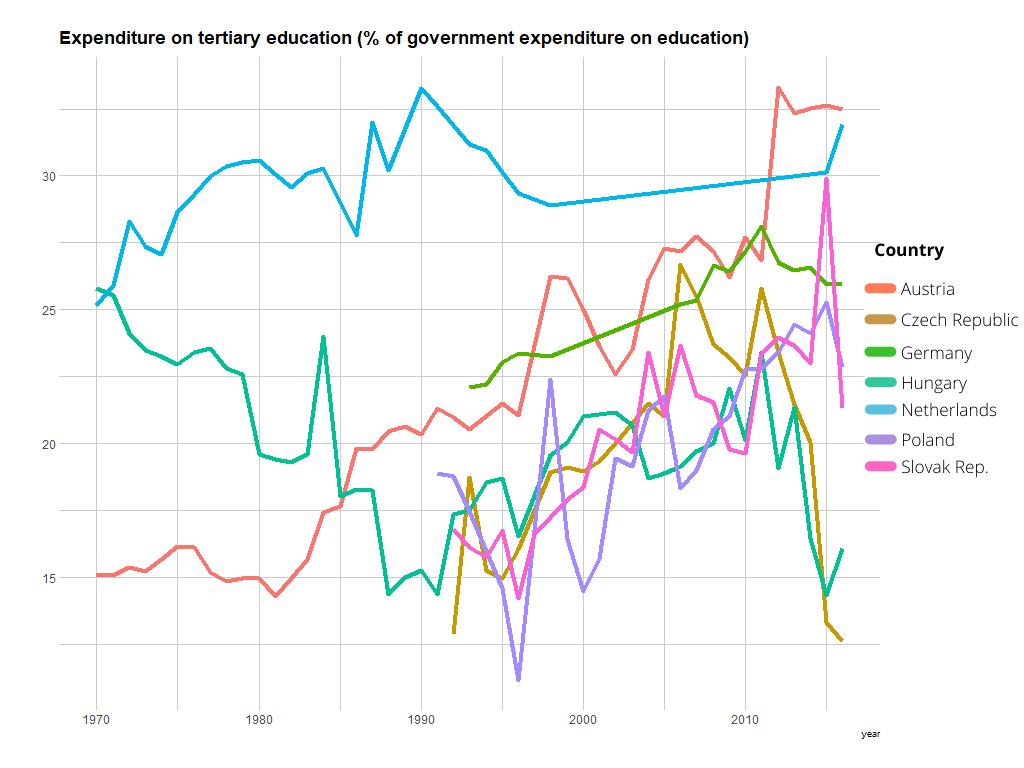 Expenditure on tertiary education (% of government expenditure on education)
30
25
20
15
1970 1980 1990 2000 2010
year
Country
Austria
Czech Republic
Germany
Hungary
Netherlands
Poland
Slovak Rep.